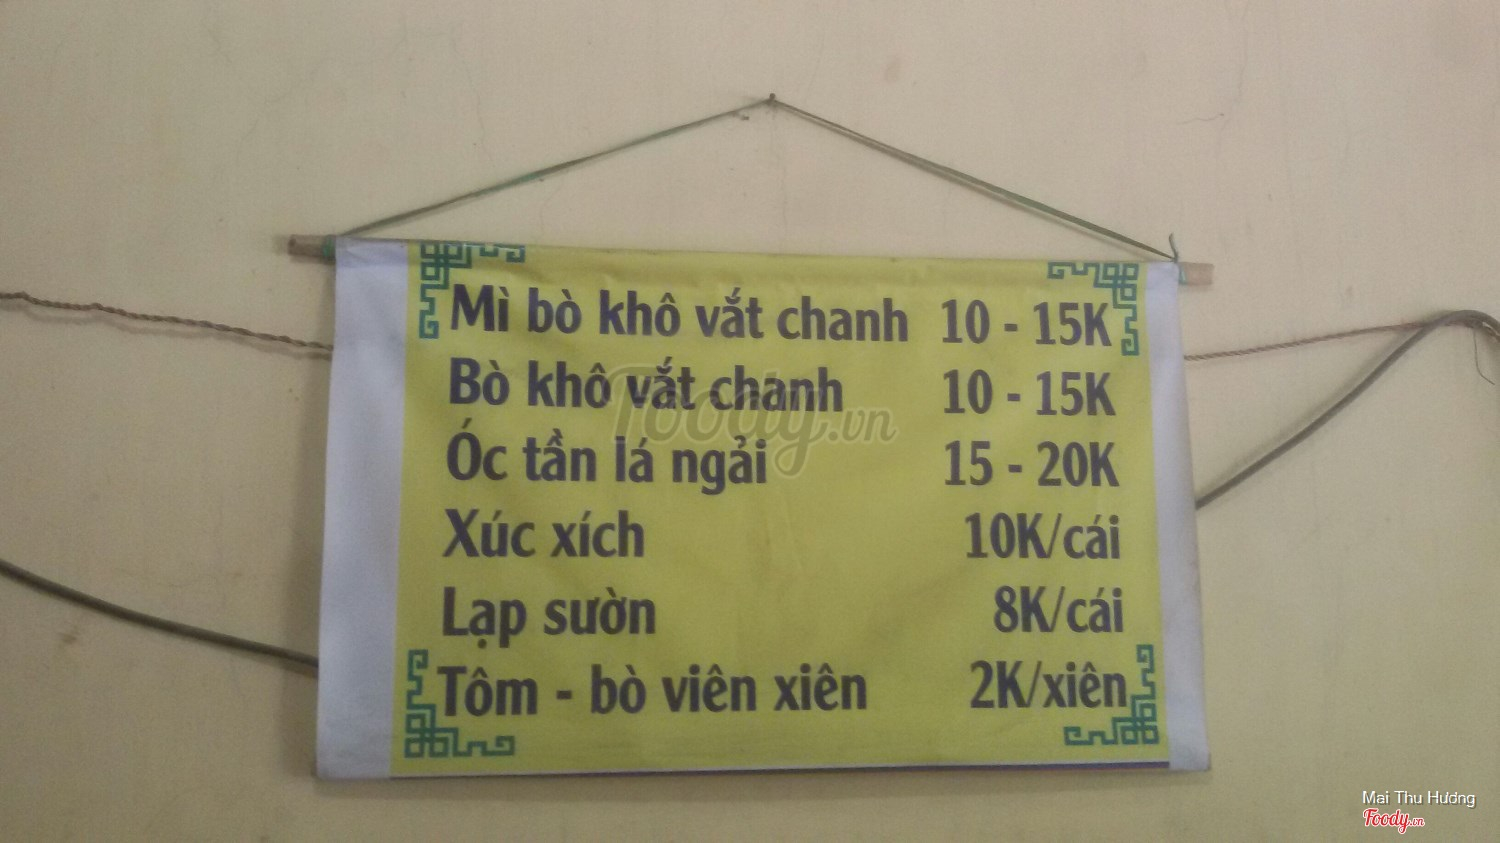 Mì bò khô vắt chanh 10 - 15K
Bò khô vắt chanh 10 - 15K
Óc tần lá ngải 15 - 20K
Xúc xích 10K/cái
Lạp sườn 8K/cái
Tôm - bò viên xiên 2K/xiên
Foody.vn
Mai Thu Hương
Foody.vn